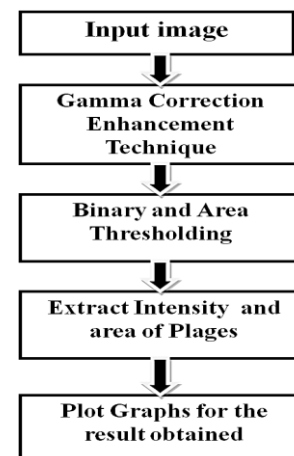 Input image
Gamma Correction
Enhancement
Technique
Binary and Area
Thresholding
Extract Intensity and
area of Plages
Plot Graphs for the
result obtained